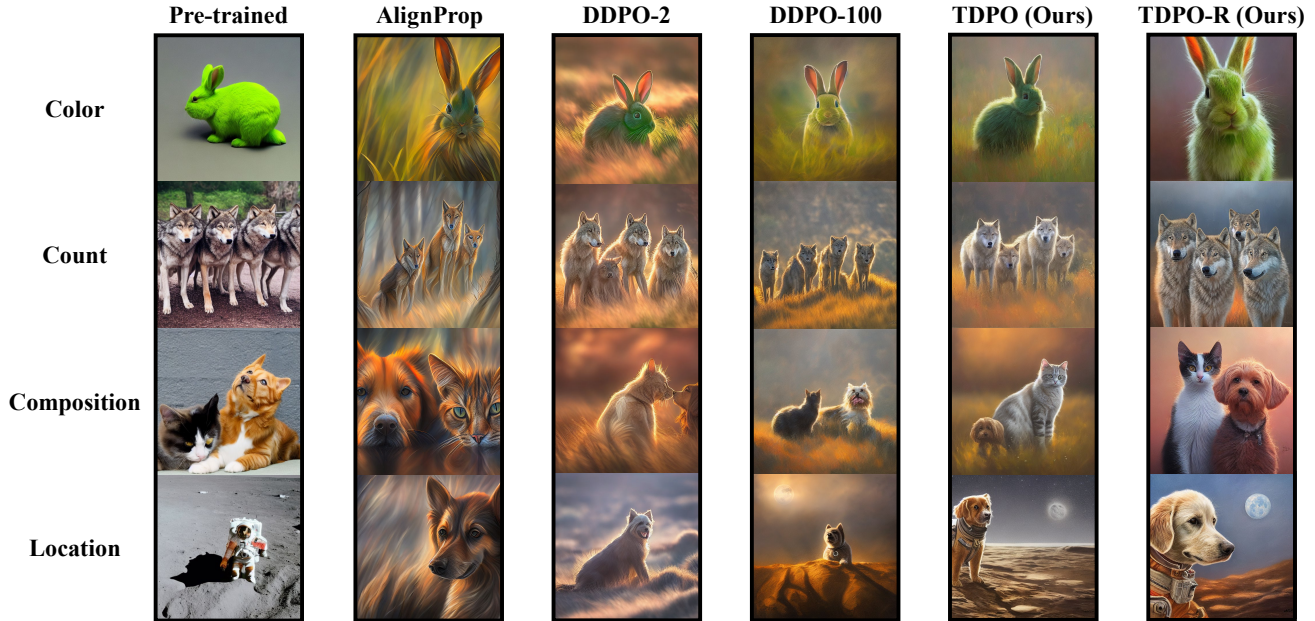 Pre-trained AlignProp DDPO-2 DDPO-100 TDPO (Ours) TDPO-R (Ours)
Color
Count
Composition
Location